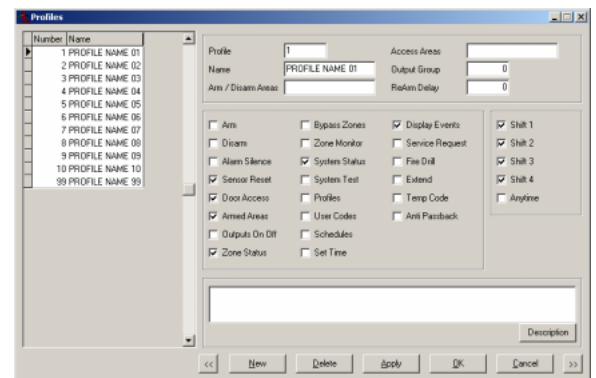 Profiles
Number Name
1 PROFILE NAME 01
2 PROFILE NAME 02
3 PROFILE NAME 03
4 PROFILE NAME 04
5 PROFILE NAME 05
6 PROFILE NAME 06
7 PROFILE NAME 07
8 PROFILE NAME 08
9 PROFILE NAME 09
10 PROFILE NAME 10
99 PROFILE NAME 99
Profile 1 Access Areas
Name PROFILE NAME 01 Output Group 0
Arm / Disarm Areas ReArm Delay 0
Arm Bypass Zones Display Events Shift 1
Disarm Zone Monitor Service Request Shift 2
Alarm Silence System Status Fire Drill Shift 3
Sensor Reset System Test Extend Shift 4
Door Access Profiles Temp Code Anytime
Armed Areas User Codes Anti Passback
Outputs On Off Schedules
Zone Status Set Time
Description
<< New Delete Apply OK Cancel >>